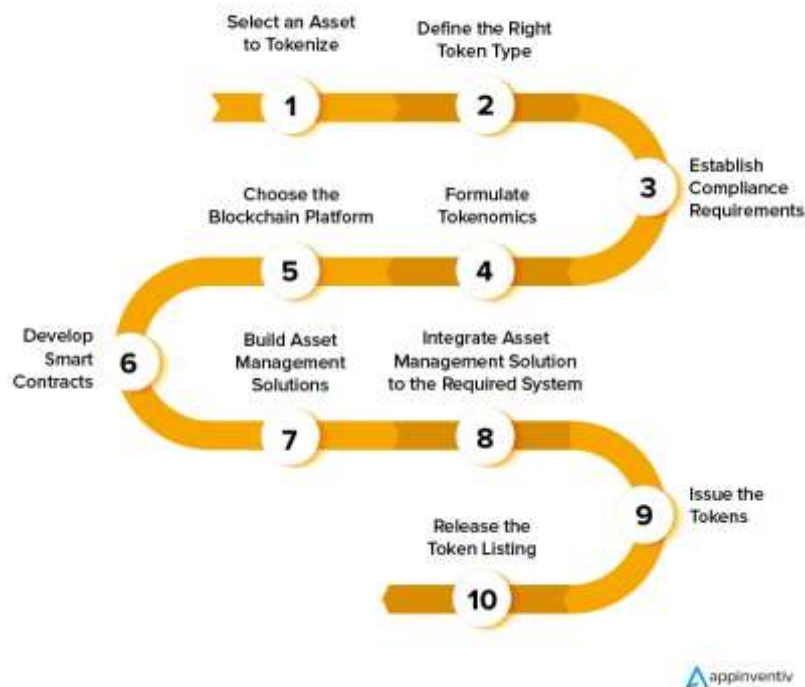 Select an Asset
to Tokenize
1
Define the Right
Token Type
2
Establish
Compliance
Requirements
3
Formulate
Tokenomics
4
Choose the
Blockchain Platform
5
Develop
Smart
Contracts
6
Build Asset
Management
Solutions
7
Integrate Asset
Management Solution
to the Required System
8
Issue the
Tokens
9
Release the
Token Listing
10
appinventiv